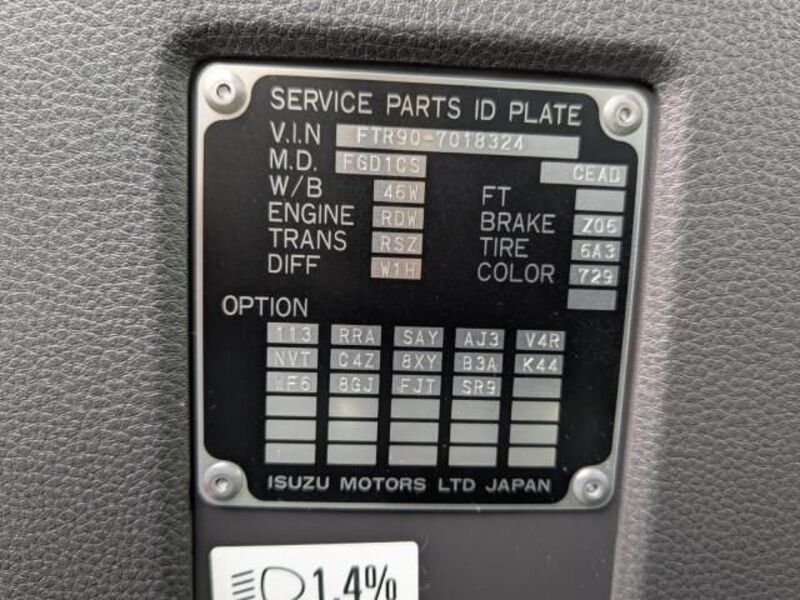 SERVICE PARTS ID PLATE
V.I.N FTR90-7018324
M.D. FGD1CS CEAD
W/B 46W FT
ENGINE RDW BRAKE Z06
TRANS RSZ TIRE 6A3
DIFF W1H COLOR 729
OPTION
113 RRA SAY AJ3 V4R
NVT C4Z 8XY B3A K44
8GJ FJT SR9
ISUZU MOTORS LTD JAPAN
1.4%